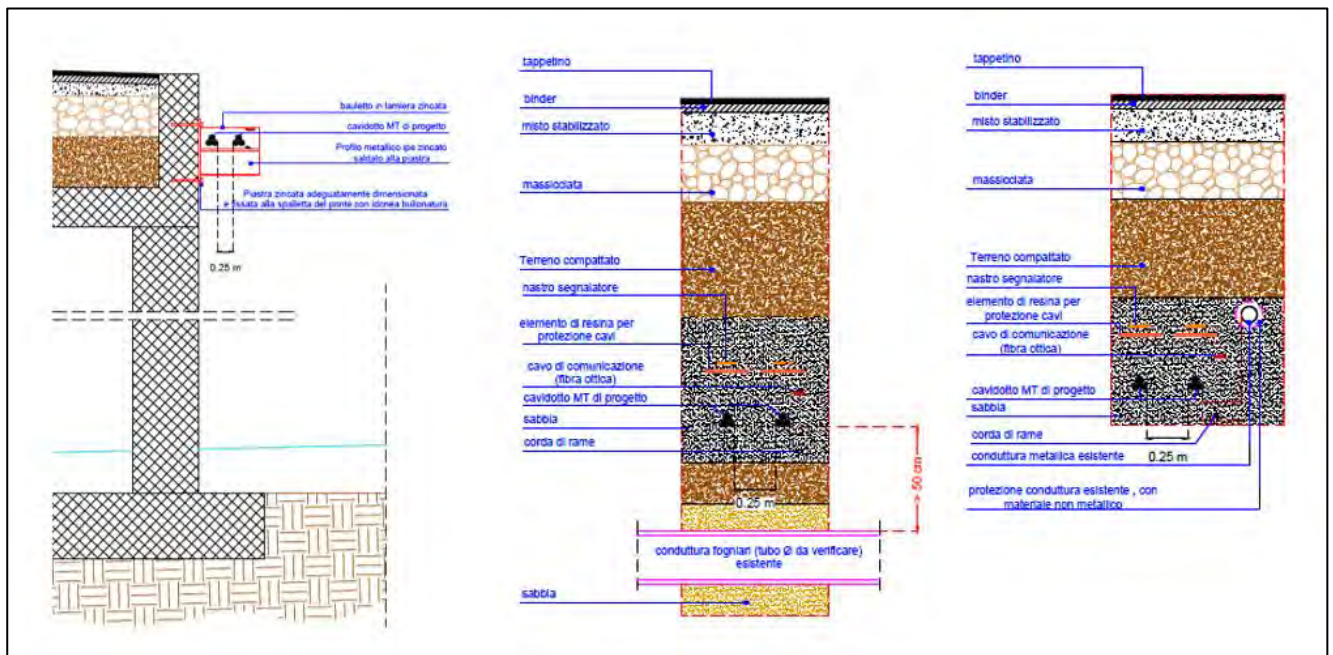 bauletto in lamiera zincata
cavidotto MT di progetto
Profilo metallico ipe zincato
saldato alla piastra
Piastra zincata adeguatamente dimensionata
e fissata alla spalletta del ponte con idonea bullonatura
0.25 m
tappetino
binder
misto stabilizzato
massicciata
Terreno compattato
nastro segnalatore
elemento di resina per
protezione cavi
cavo di comunicazione
(fibra ottica)
cavidotto MT di progetto
sabbia
corda di rame
0.25 m
> 50 cm
conduttura fogniari (tubo Ø da verificare)
esistente
sabbia
tappetino
binder
misto stabilizzato
massicciata
Terreno compattato
nastro segnalatore
elemento di resina per
protezione cavi
cavo di comunicazione
(fibra ottica)
cavidotto MT di progetto
sabbia
corda di rame
0.25 m
conduttura metallica esistente
protezione conduttura esistente , con
materiale non metallico